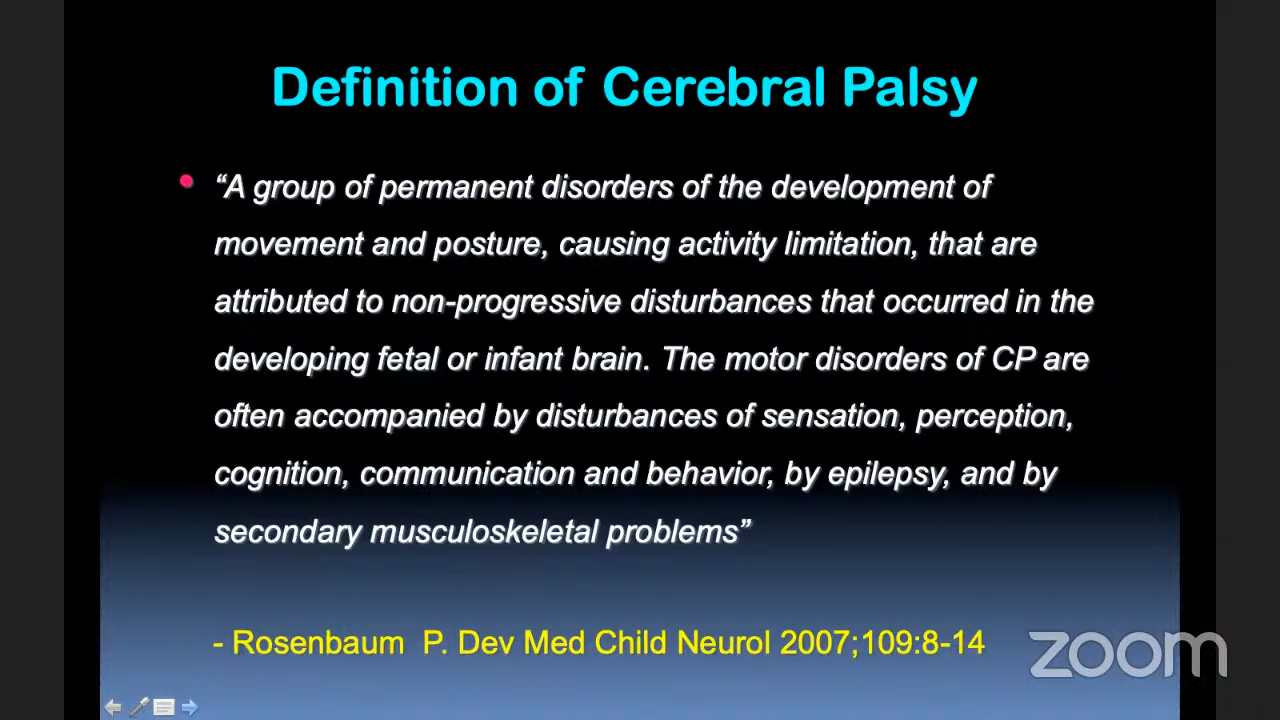 Definition of Cerebral Palsy
• “A group of permanent disorders of the development of
movement and posture, causing activity limitation, that are
attributed to non-progressive disturbances that occurred in the
developing fetal or infant brain. The motor disorders of CP are
often accompanied by disturbances of sensation, perception,
cognition, communication and behavior, by epilepsy, and by
secondary musculoskeletal problems”
- Rosenbaum P. Dev Med Child Neurol 2007;109:8-14
zoom